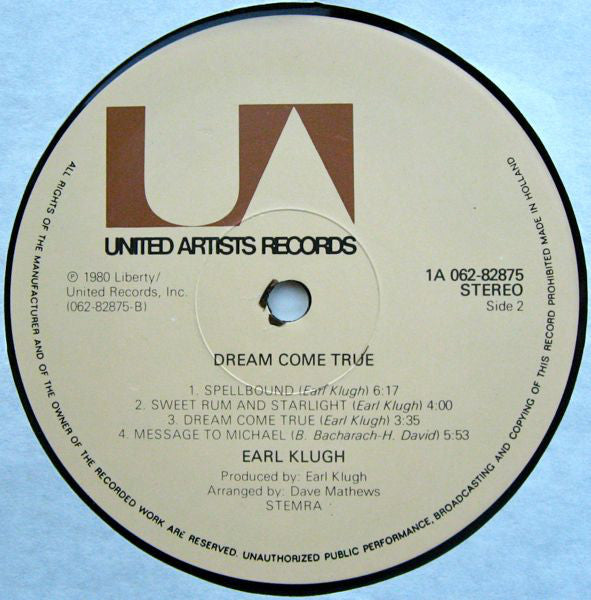 UA
UNITED ARTISTS RECORDS
℗ 1980 Liberty/
United Records, Inc.
(062-82875-B)
1A 062-82875
STEREO
Side 2
DREAM COME TRUE
1. SPELLBOUND (Earl Klugh) 6:17
2. SWEET RUM AND STARLIGHT (Earl Klugh) 4:00
3. DREAM COME TRUE (Earl Klugh) 3:35
4. MESSAGE TO MICHAEL (B. Bacharach-H. David) 5:53
EARL KLUGH
Produced by: Earl Klugh
Arranged by: Dave Mathews
STEMRA
ALL RIGHTS OF THE MANUFACTURER AND OF THE OWNER OF THE RECORDED WORK ARE RESERVED. UNAUTHORIZED PUBLIC PERFORMANCE, BROADCASTING AND COPYING OF THIS RECORD PROHIBITED MADE IN HOLLAND